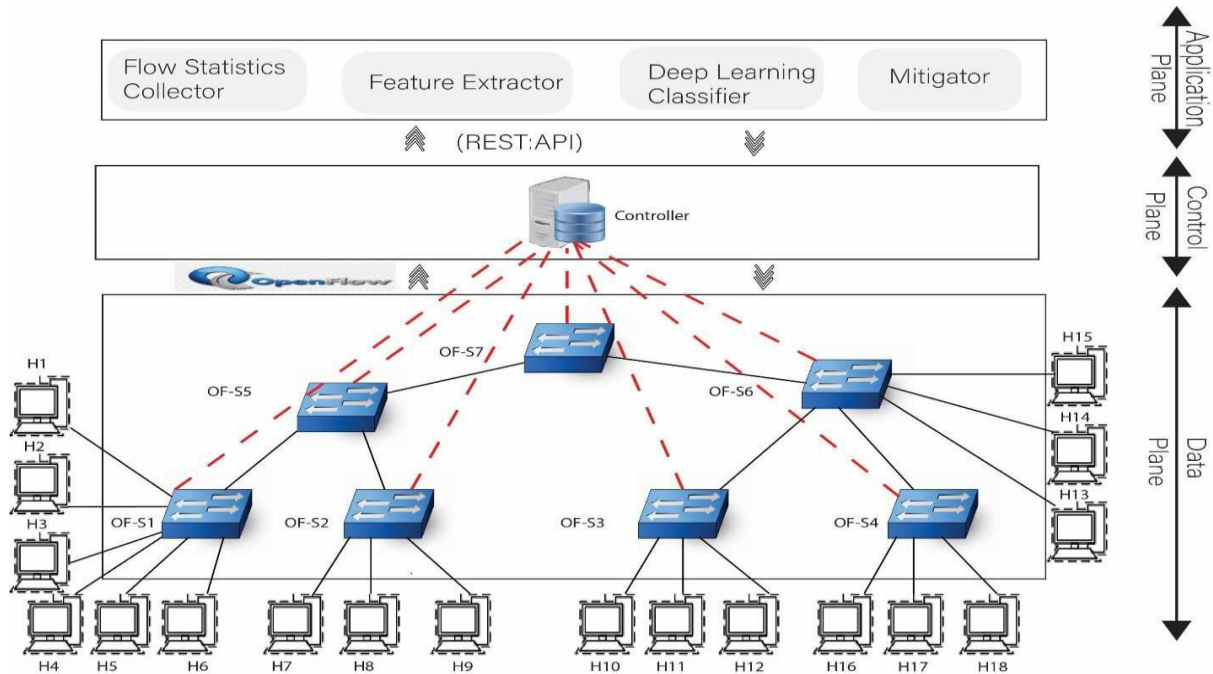 Flow Statistics
Collector
Feature Extractor
Deep Learning
Classifier
Mitigator
Application
Plane
(REST:API)
Controller
Control
Plane
OpenFlow
OF-S7
OF-S5
OF-S6
H1
H15
H2
H14
H3
H13
OF-S1
OF-S2
OF-S3
OF-S4
Data
Plane
H4
H5
H6
H7
H8
H9
H10
H11
H12
H16
H17
H18